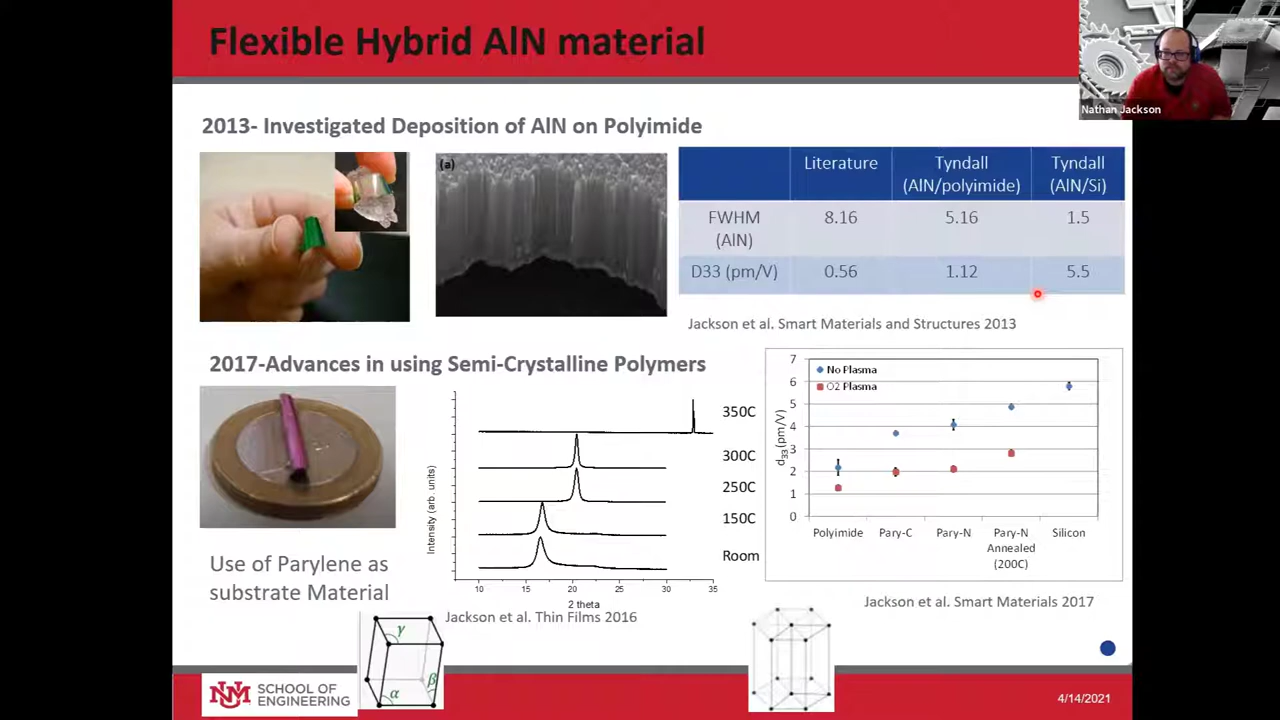 Flexible Hybrid AlN material
Nathan Jackson
2013- Investigated Deposition of AlN on Polyimide
(a)
Literature
Tyndall
(AlN/polyimide)
Tyndall
(AlN/Si)
FWHM
(AlN)
8.16
5.16
1.5
D33 (pm/V)
0.56
1.12
5.5
Jackson et al. Smart Materials and Structures 2013
2017-Advances in using Semi-Crystalline Polymers
350C
300C
250C
150C
Room
Intensity (arb. units)
10
15
20
25
30
35
2 theta
Jackson et al. Thin Films 2016
7
6
5
4
3
2
1
0
d33(pm/V)
No Plasma
O2 Plasma
Polyimide
Pary-C
Pary-N
Pary-N
Annealed
(200C)
Silicon
Jackson et al. Smart Materials 2017
Use of Parylene as
substrate Material
γ
β
α
UNM
SCHOOL OF
ENGINEERING
4/14/2021